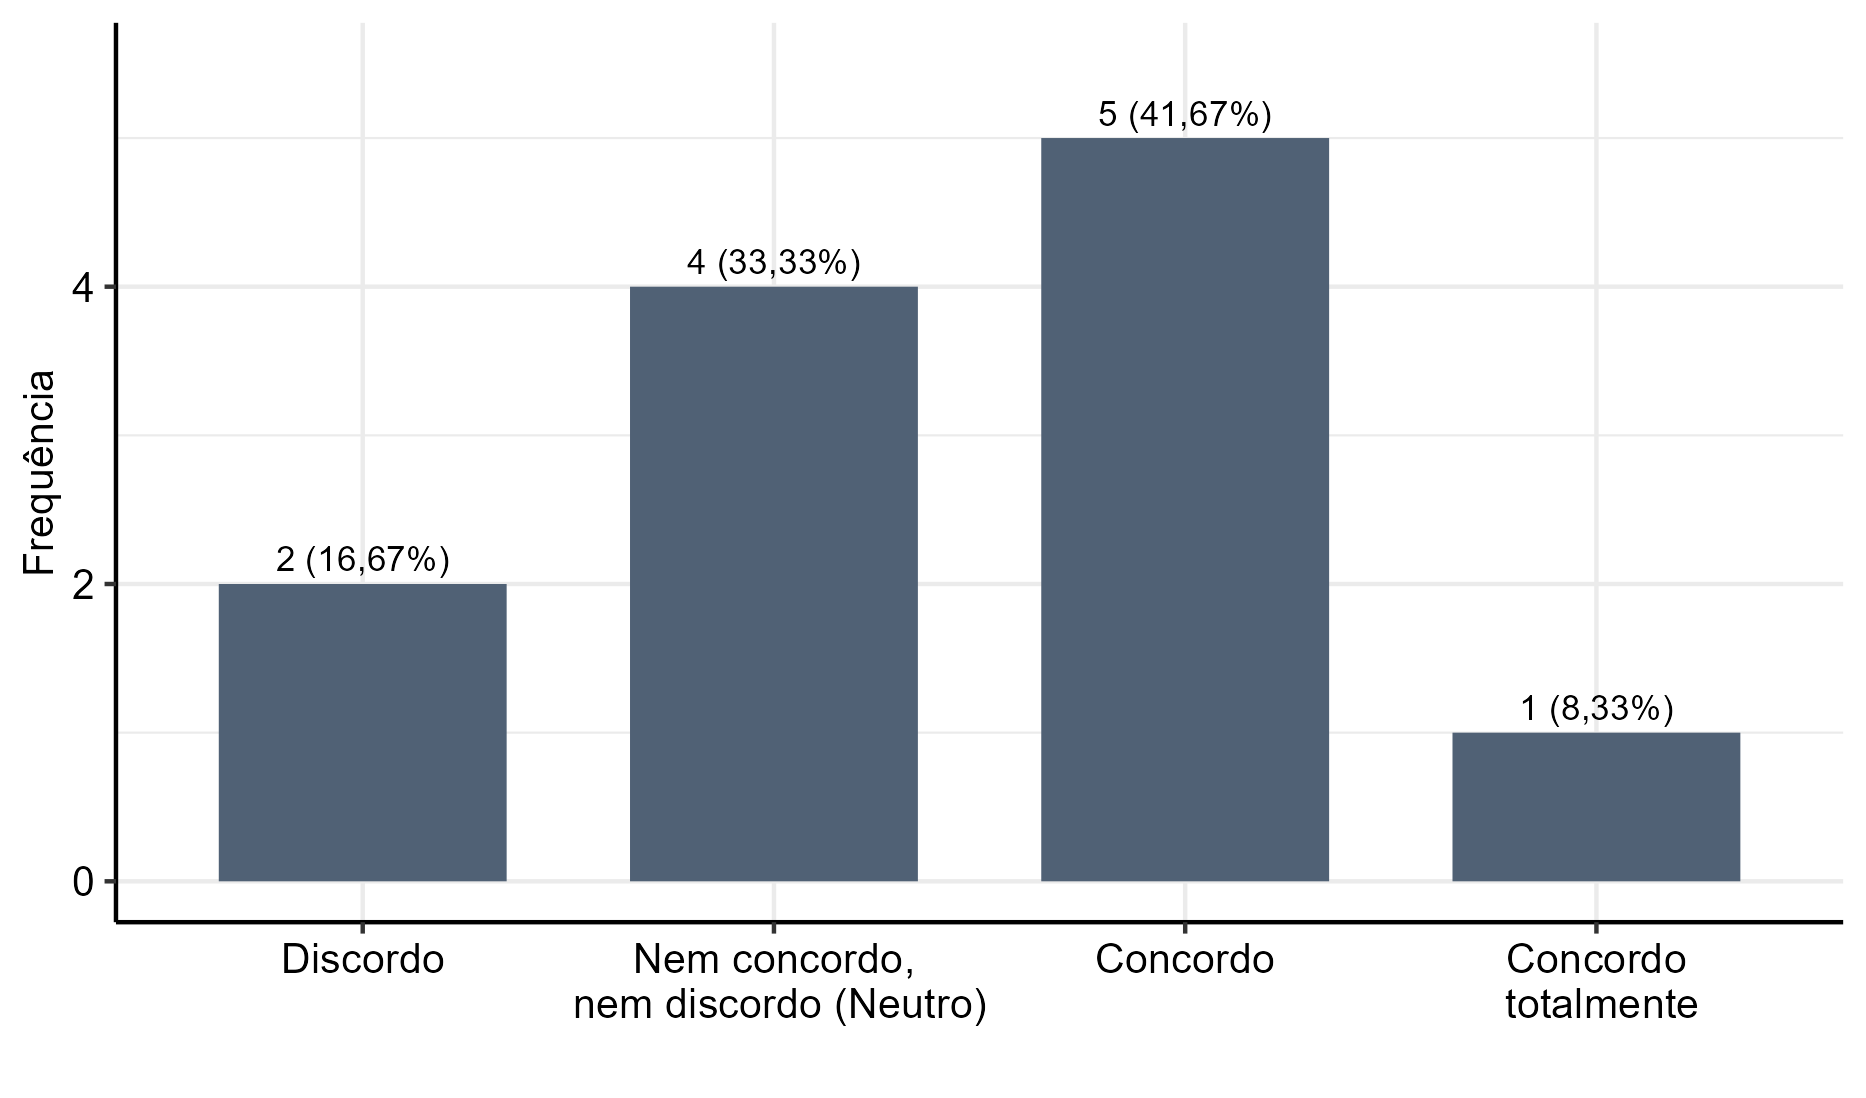 5 (41,67%)
4 (33,33%)
2 (16,67%)
1 (8,33%)
Frequência
4
2
0
Discordo
Nem concordo,
nem discordo (Neutro)
Concordo
Concordo
totalmente